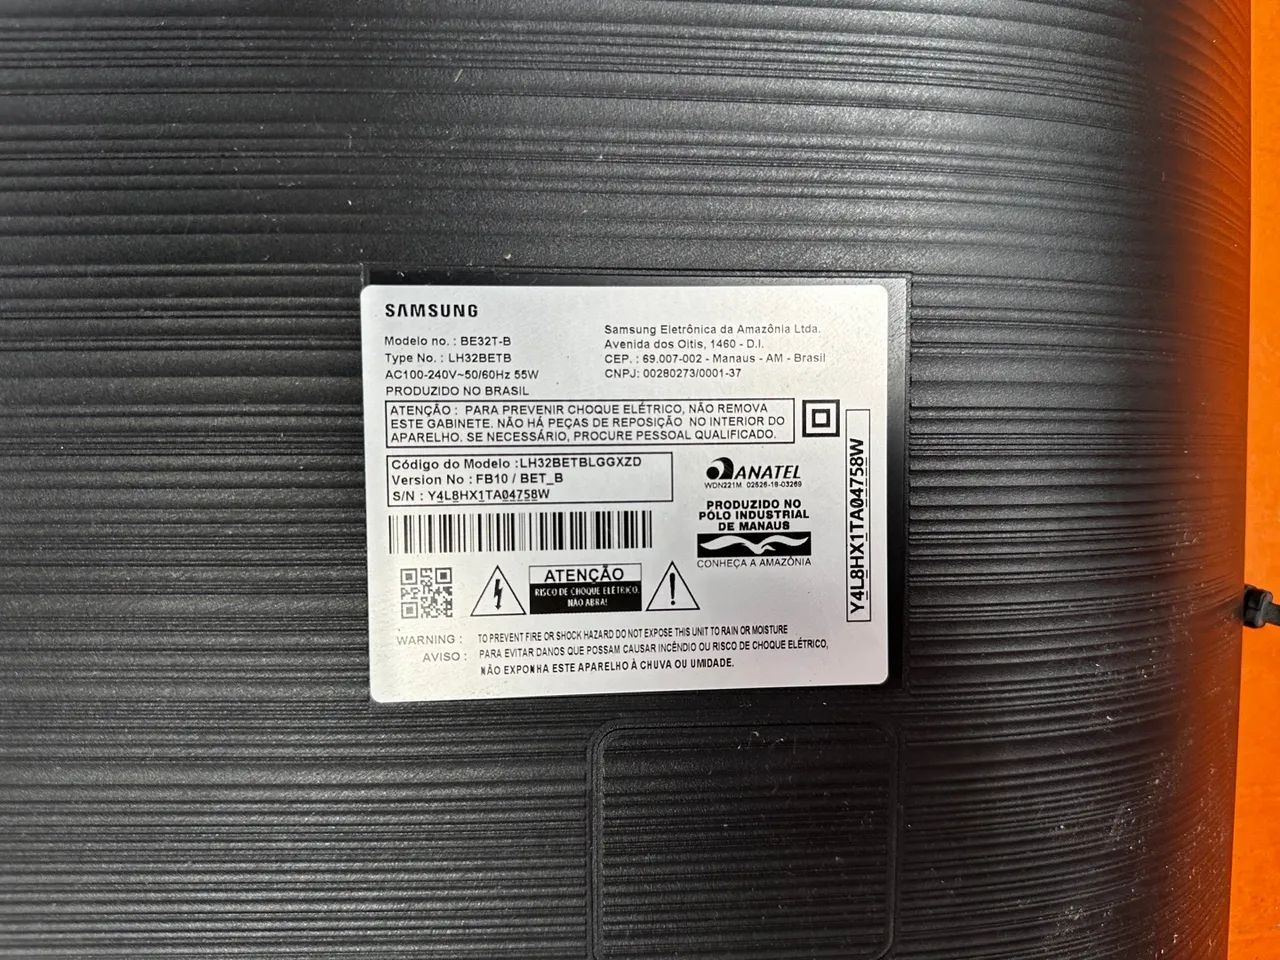 SAMSUNG
Modelo no. : BE32T-B
Type No. : LH32BETB
AC100-240V~50/60Hz 55W
PRODUZIDO NO BRASIL
Samsung Eletrônica da Amazônia Ltda.
Avenida dos Oitis, 1460 - D.I.
CEP. : 69.007-002 - Manaus - AM - Brasil
CNPJ: 00280273/0001-37
ATENÇÃO : PARA PREVENIR CHOQUE ELÉTRICO, NÃO REMOVA
ESTE GABINETE. NÃO HÁ PEÇAS DE REPOSIÇÃO NO INTERIOR DO
APARELHO. SE NECESSÁRIO, PROCURE PESSOAL QUALIFICADO.
Código do Modelo : LH32BETBLGGXZD
Version No : FB10 / BET_B
S/N : Y4L8HX1TA04758W
ANATEL
WDN221M 02526-18-03269
PRODUZIDO NO
PÓLO INDUSTRIAL
DE MANAUS
CONHEÇA A AMAZÔNIA
Y4L8HX1TA04758W
ATENÇÃO
RISCO DE CHOQUE ELÉTRICO.
NÃO ABRA!
WARNING : TO PREVENT FIRE OR SHOCK HAZARD DO NOT EXPOSE THIS UNIT TO RAIN OR MOISTURE
AVISO : PARA EVITAR DANOS QUE POSSAM CAUSAR INCÊNDIO OU RISCO DE CHOQUE ELÉTRICO,
NÃO EXPONHA ESTE APARELHO À CHUVA OU UMIDADE.